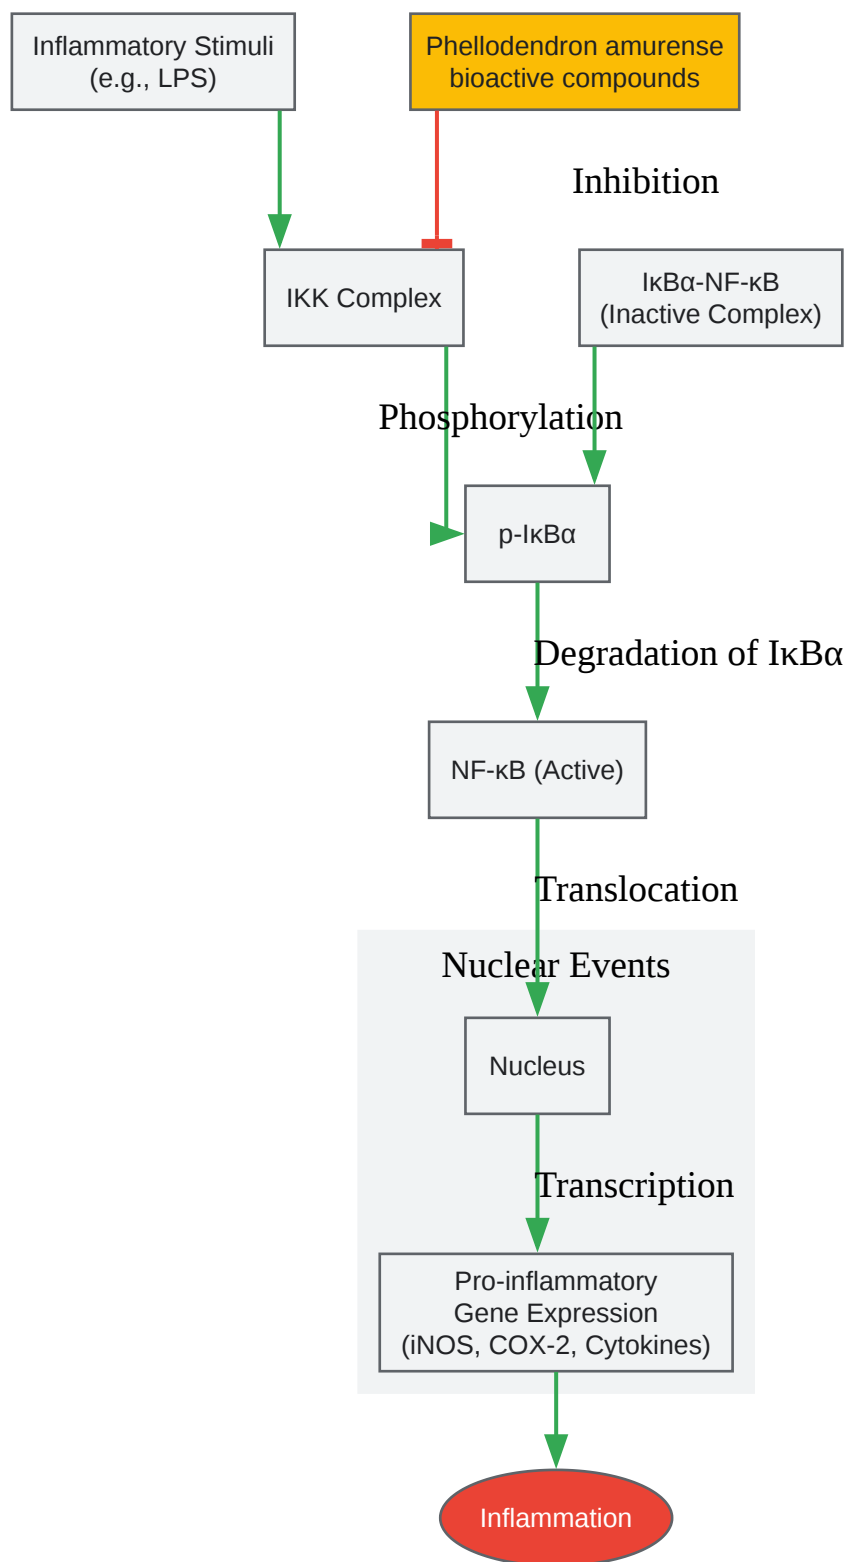 Inflammatory Stimuli
(e.g., LPS)
Phellodendron amurense
bioactive compounds
Inhibition
IKK Complex
IκBα-NF-κB
(Inactive Complex)
Phosphorylation
p-IκBα
Degradation of IκBα
NF-κB (Active)
Translocation
Nuclear Events
Nucleus
Transcription
Pro-inflammatory
Gene Expression
(iNOS, COX-2, Cytokines)
Inflammation